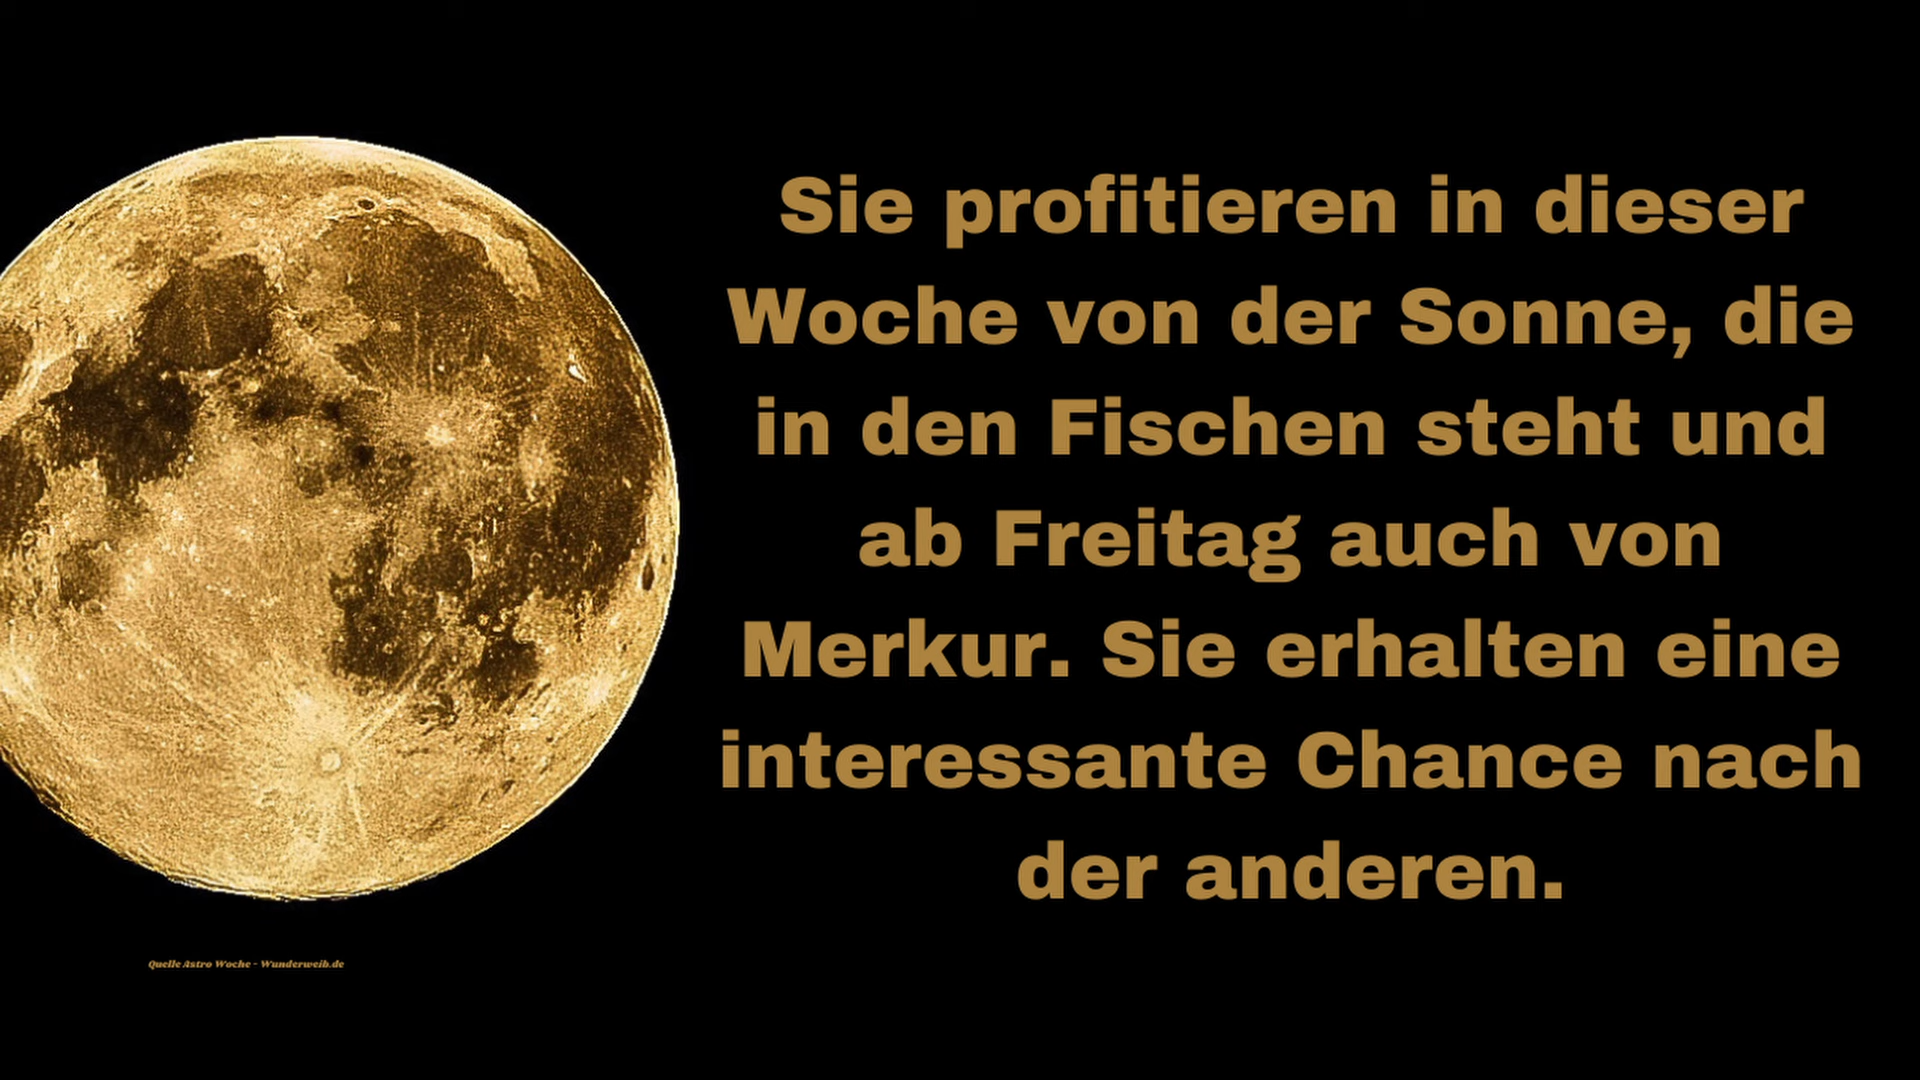 Sie profitieren in dieser
Woche von der Sonne, die
in den Fischen steht und
ab Freitag auch von
Merkur. Sie erhalten eine
interessante Chance nach
der anderen.
Quelle Astro Woche - Wunderweib.de